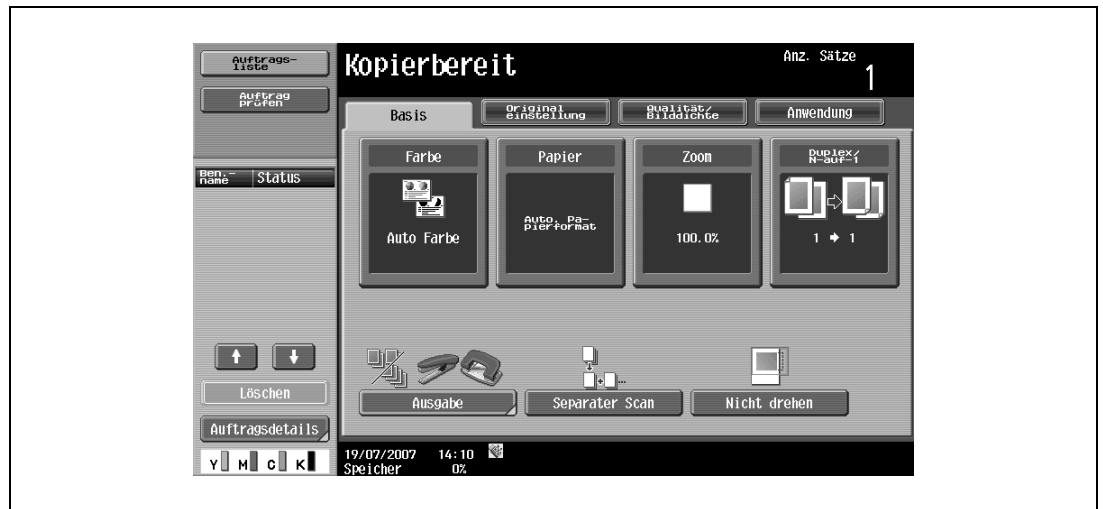 Auftrags-
liste
Auftrag
prüfen
Ben.-
name
Status
Löschen
Auftragsdetails
Y M C K
Kopierbereit
Anz. Sätze
1
Basis
Original
einstellung
Qualität/
Bilddichte
Anwendung
Farbe
Auto Farbe
Papier
Auto. Pa-
pierformat
Zoom
100.0%
Duplex/
N-auf-1
1 → 1
Ausgabe
Separater Scan
Nicht drehen
19/07/2007 14:10
Speicher 0%